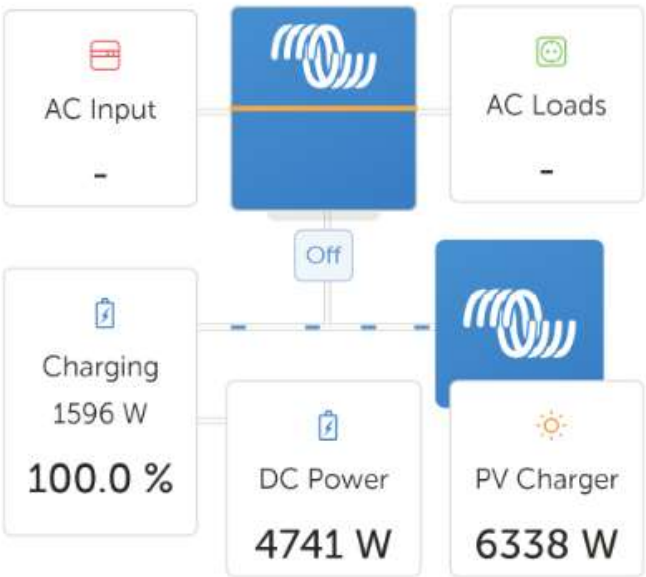 AC Input
-
AC Loads
-
Off
Charging
1596 W
100.0 %
DC Power
4741 W
PV Charger
6338 W